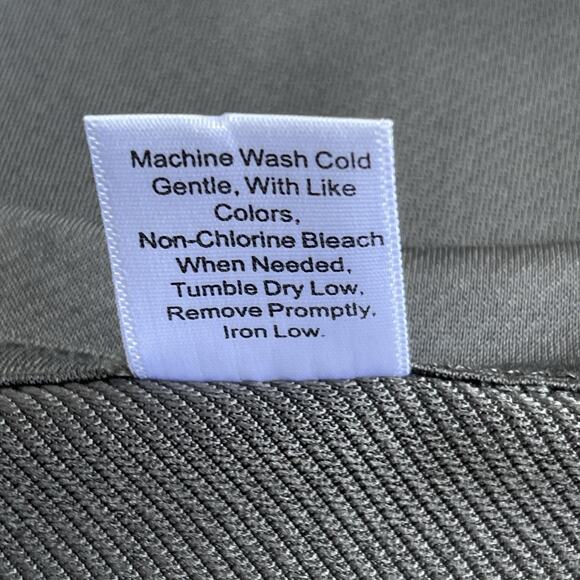 Machine Wash Cold
Gentle, With Like
Colors,
Non-Chlorine Bleach
When Needed,
Tumble Dry Low,
Remove Promptly,
Iron Low.